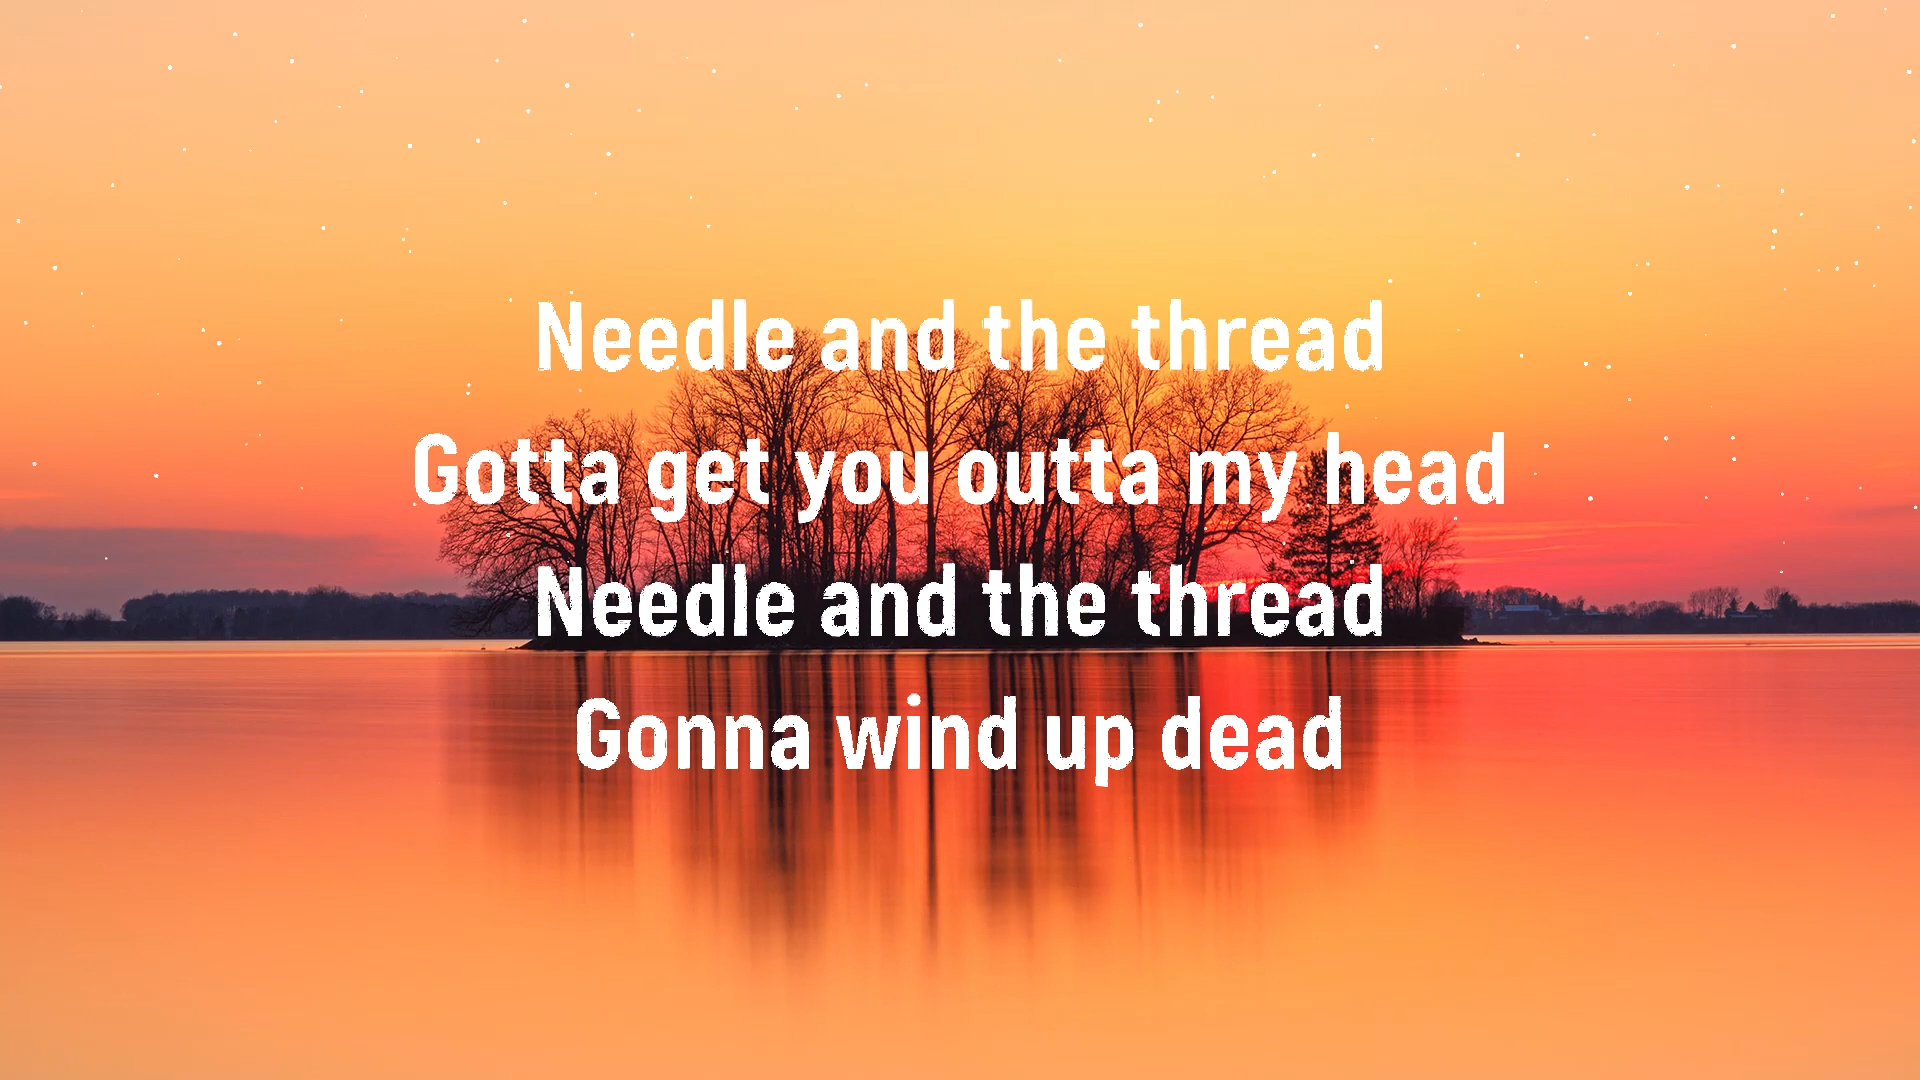 Needle and the thread
Gotta get you outta my head
Needle and the thread
Gonna wind up dead